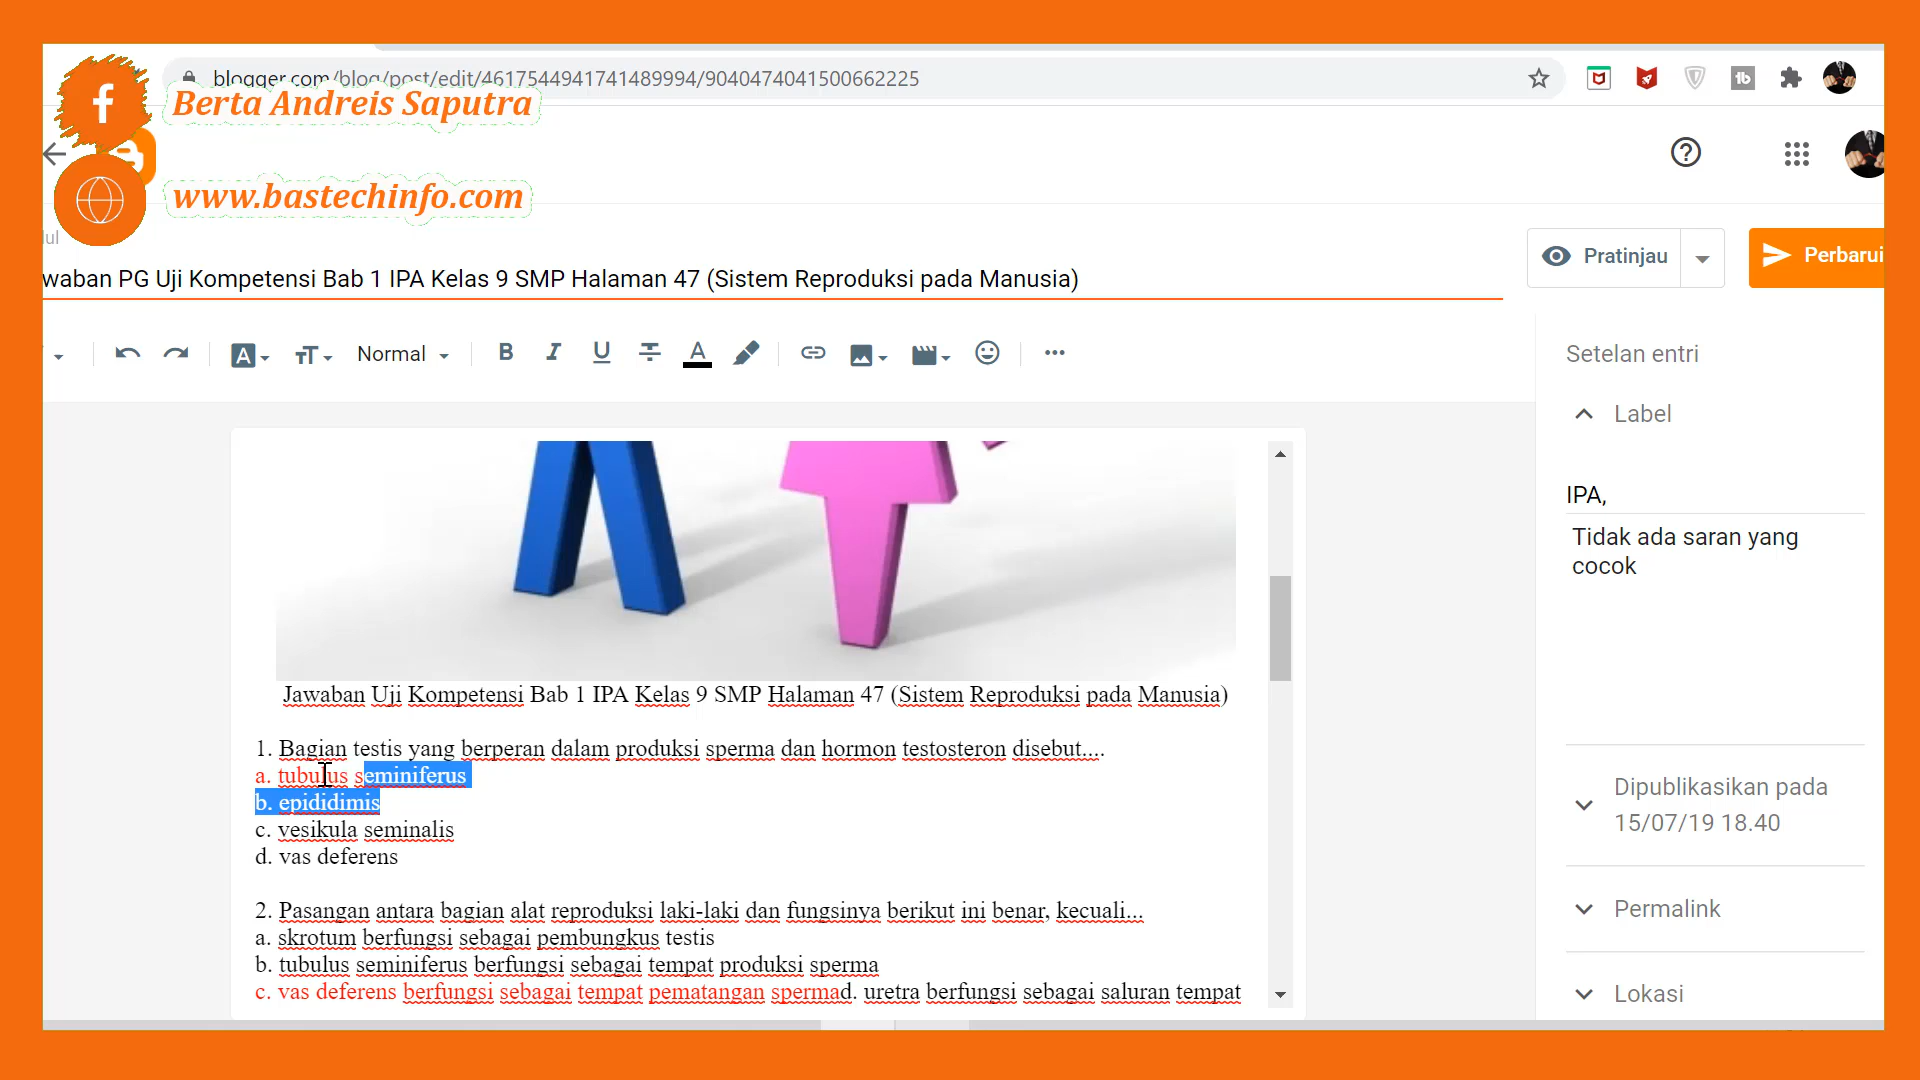 blogger.com/blog/post/edit/4617544941741489994/9040474041500662225
Berta Andreis Saputra
www.bastechinfo.com
dul
waban PG Uji Kompetensi Bab 1 IPA Kelas 9 SMP Halaman 47 (Sistem Reproduksi pada Manusia)
Pratinjau
Perbarui
Normal
Setelan entri
Label
IPA,
Tidak ada saran yang
cocok
Dipublikasikan pada
15/07/19 18.40
Permalink
Lokasi
Jawaban Uji Kompetensi Bab 1 IPA Kelas 9 SMP Halaman 47 (Sistem Reproduksi pada Manusia)
1. Bagian testis yang berperan dalam produksi sperma dan hormon testosteron disebut....
a. tubulus seminiferus
b. epididimis
c. vesikula seminalis
d. vas deferens
2. Pasangan antara bagian alat reproduksi laki-laki dan fungsinya berikut ini benar, kecuali...
a. skrotum berfungsi sebagai pembungkus testis
b. tubulus seminiferus berfungsi sebagai tempat produksi sperma
c. vas deferens berfungsi sebagai tempat pematangan spermad. uretra berfungsi sebagai saluran tempat